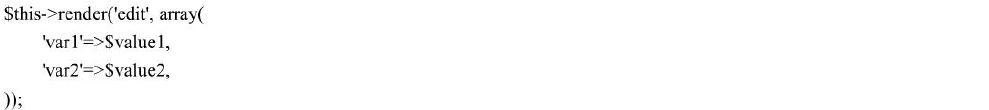 $this->render('edit', array(
'var1'=>$value1,
'var2'=>$value2,
));